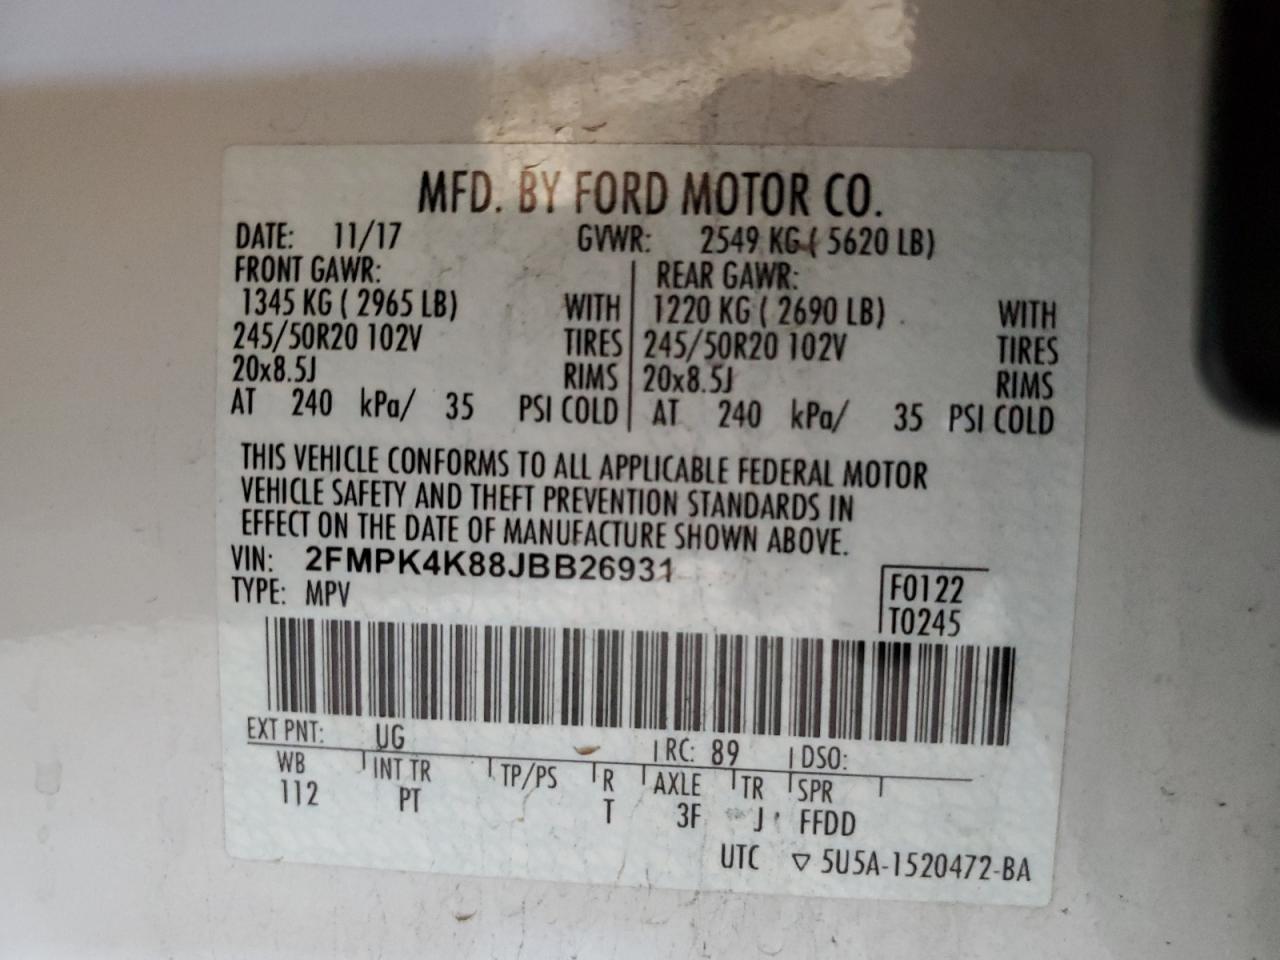 MFD. BY FORD MOTOR CO.
DATE: 11/17 GVWR: 2549 KG ( 5620 LB)
FRONT GAWR: REAR GAWR:
1345 KG ( 2965 LB) WITH 1220 KG ( 2690 LB) WITH
245/50R20 102V TIRES 245/50R20 102V TIRES
20x8.5J RIMS 20x8.5J RIMS
AT 240 kPa/ 35 PSI COLD AT 240 kPa/ 35 PSI COLD
THIS VEHICLE CONFORMS TO ALL APPLICABLE FEDERAL MOTOR
VEHICLE SAFETY AND THEFT PREVENTION STANDARDS IN
EFFECT ON THE DATE OF MANUFACTURE SHOWN ABOVE.
VIN: 2FMPK4K88JBB26931
TYPE: MPV
F0122
T0245
EXT PNT: UG RC: 89 DSO:
WB INT TR TP/PS R AXLE TR SPR
112 PT T 3F J FFDD
UTC ▽ 5U5A-1520472-BA